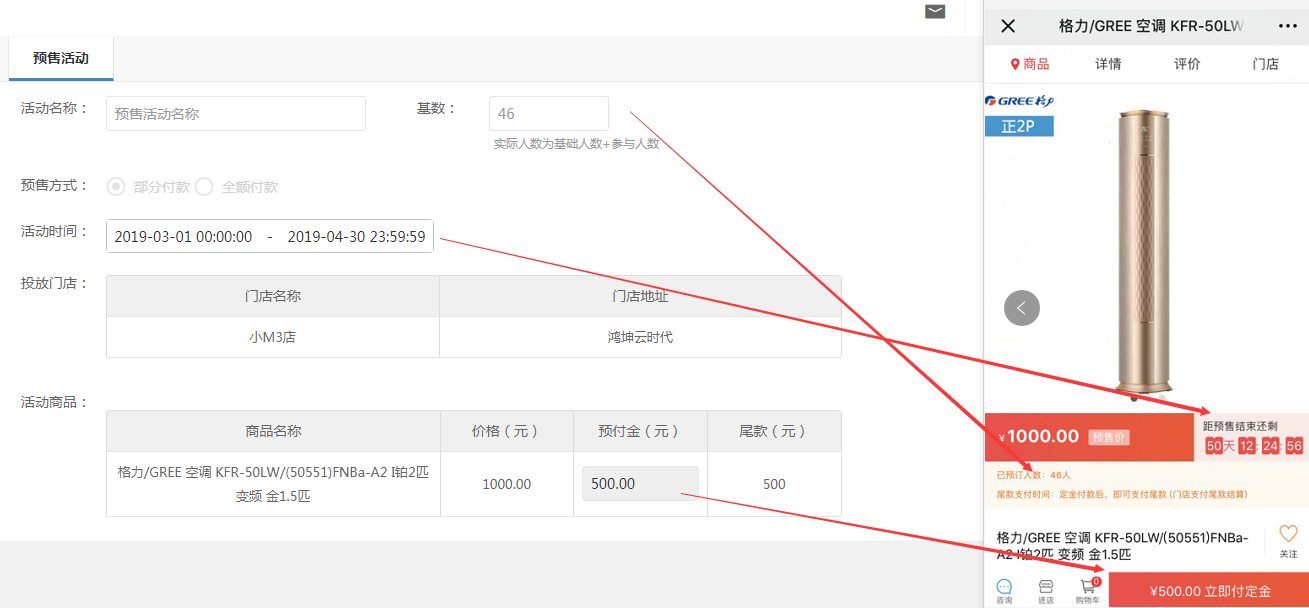 预售活动
活动名称：
预售活动名称
基数：
46
实际人数为基础人数+参与人数
预售方式：
部分付款
全额付款
活动时间：
2019-03-01 00:00:00 - 2019-04-30 23:59:59
投放门店：
门店名称
门店地址
小M3店
鸿坤云时代
活动商品：
商品名称
价格（元）
预付金（元）
尾款（元）
格力/GREE 空调 KFR-50LW/(50551)FNBa-A2 I铂2匹
变频 金1.5匹
1000.00
500.00
500
格力/GREE 空调 KFR-50LW
商品
详情
评价
门店
GREE格力
正2P
¥1000.00
预售价
距预售结束还剩
50天 12: 24: 56
已预订人数：46人
尾款支付时间：定金付款后，即可支付尾款 (门店支付尾款结算)
格力/GREE 空调 KFR-50LW/(50551)FNBa-
A2 I铂2匹 变频 金1.5匹
关注
咨询
进店
购物车
0
¥500.00 立即付定金